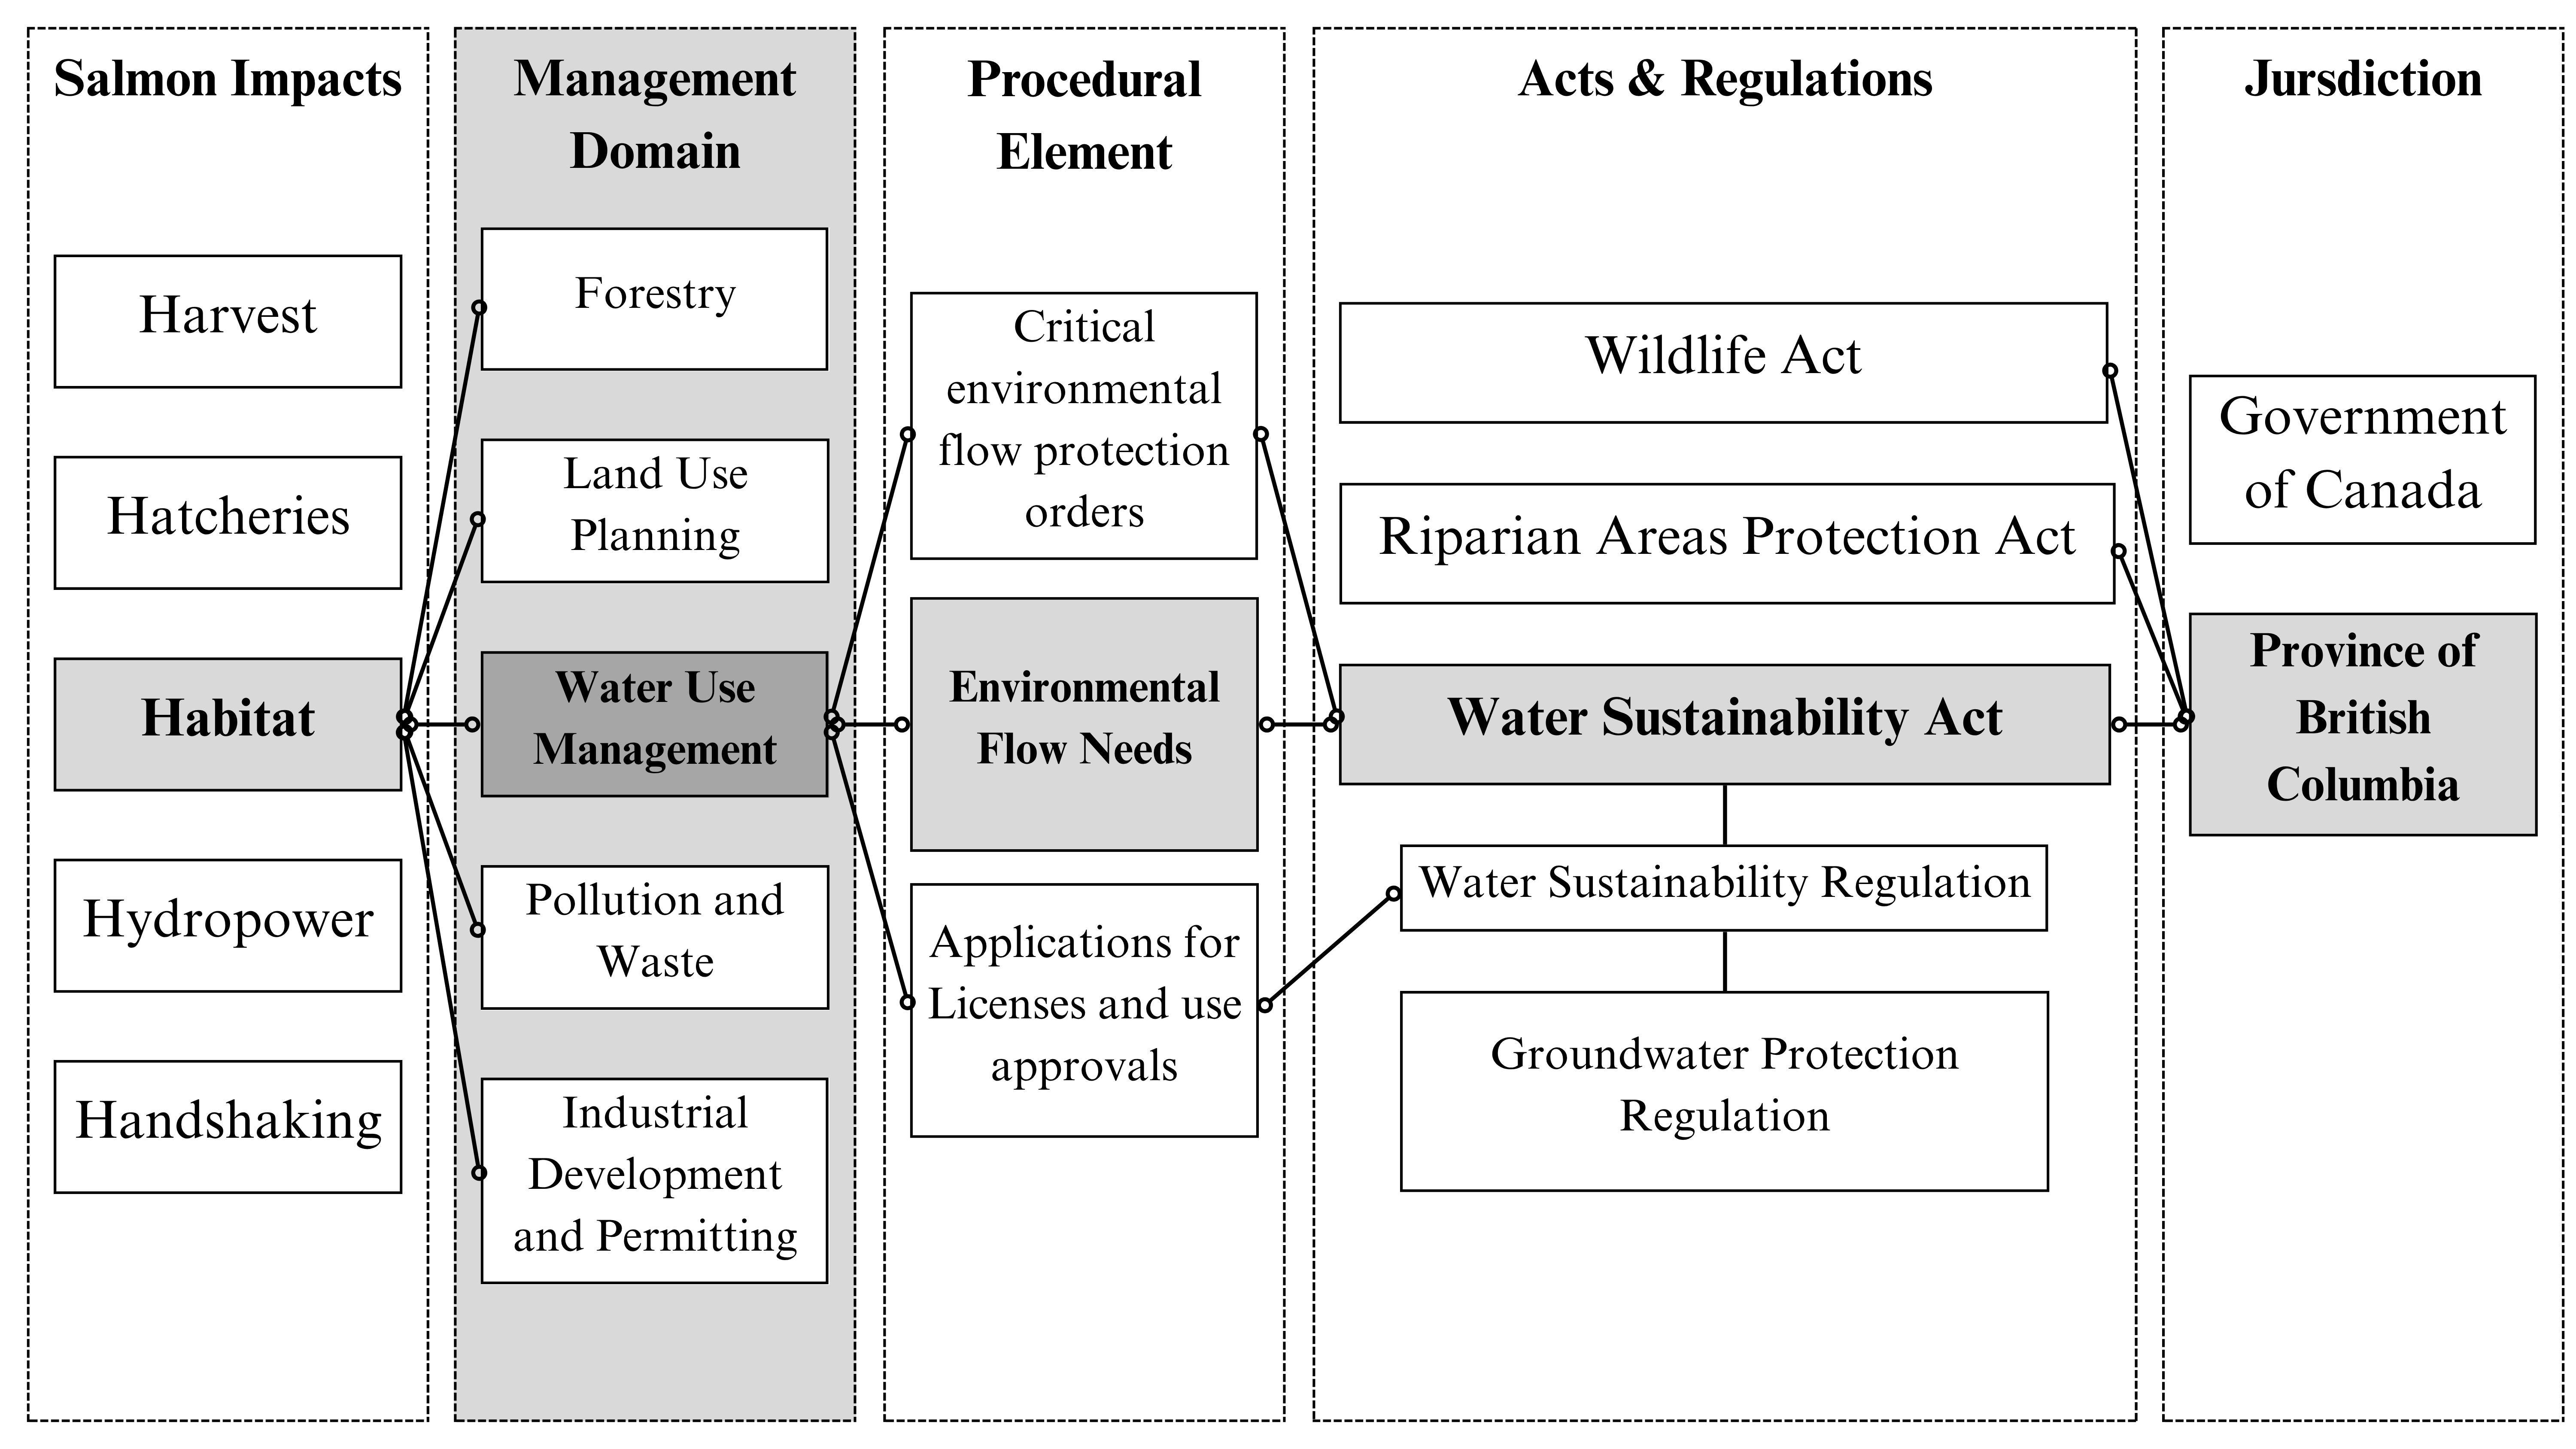 Salmon Impacts
Harvest
Hatcheries
Habitat
Hydropower
Handshaking
Management
Domain
Forestry
Land Use
Planning
Water Use
Management
Pollution and
Waste
Industrial
Development
and Permitting
Procedural
Element
Critical
environmental
flow protection
orders
Environmental
Flow Needs
Applications for
Licenses and use
approvals
Acts & Regulations
Wildlife Act
Riparian Areas Protection Act
Water Sustainability Act
Water Sustainability Regulation
Groundwater Protection
Regulation
Jursdiction
Government
of Canada
Province of
British
Columbia